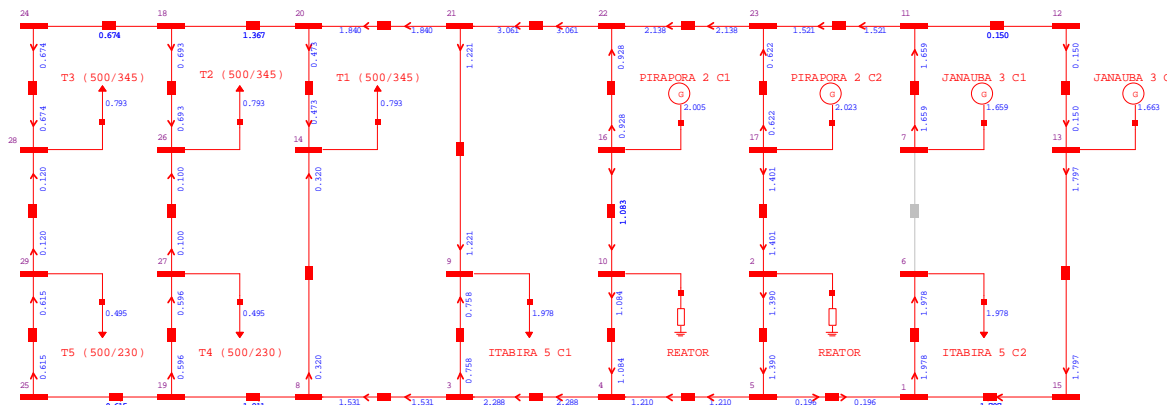 24 18 20 21 22 23 11 12
0.674 1.367 1.840 1.840 3.061 3.061 2.138 2.138 1.521 1.521 0.150
0.674 0.693 0.473 1.221 0.928 0.622 1.659 0.150
T3 (500/345) T2 (500/345) T1 (500/345) PIRAPORA 2 C1 PIRAPORA 2 C2 JANAUBA 3 C1 JANAUBA 3 C
G G G G
0.793 0.793 0.793 2.005 2.023 1.659 1.663
0.674 0.693 0.473 0.928 0.622 1.659 0.150
28 26 14 16 17 7 13
0.120 0.100 0.320 1.401 1.797
1.083
0.120 0.100 1.221 1.401
29 27 9 10 2 6
0.615 0.596 0.758 1.084 1.390 1.978
0.495 0.495 1.978 1.978
T5 (500/230) T4 (500/230) ITABIRA 5 C1 REATOR REATOR ITABIRA 5 C2
0.615 0.596 0.320 0.758 1.084 1.390 1.978 1.797
25 19 8 3 4 5 1 15
1.531 1.531 2.288 2.288 1.210 1.210 0.196 0.196